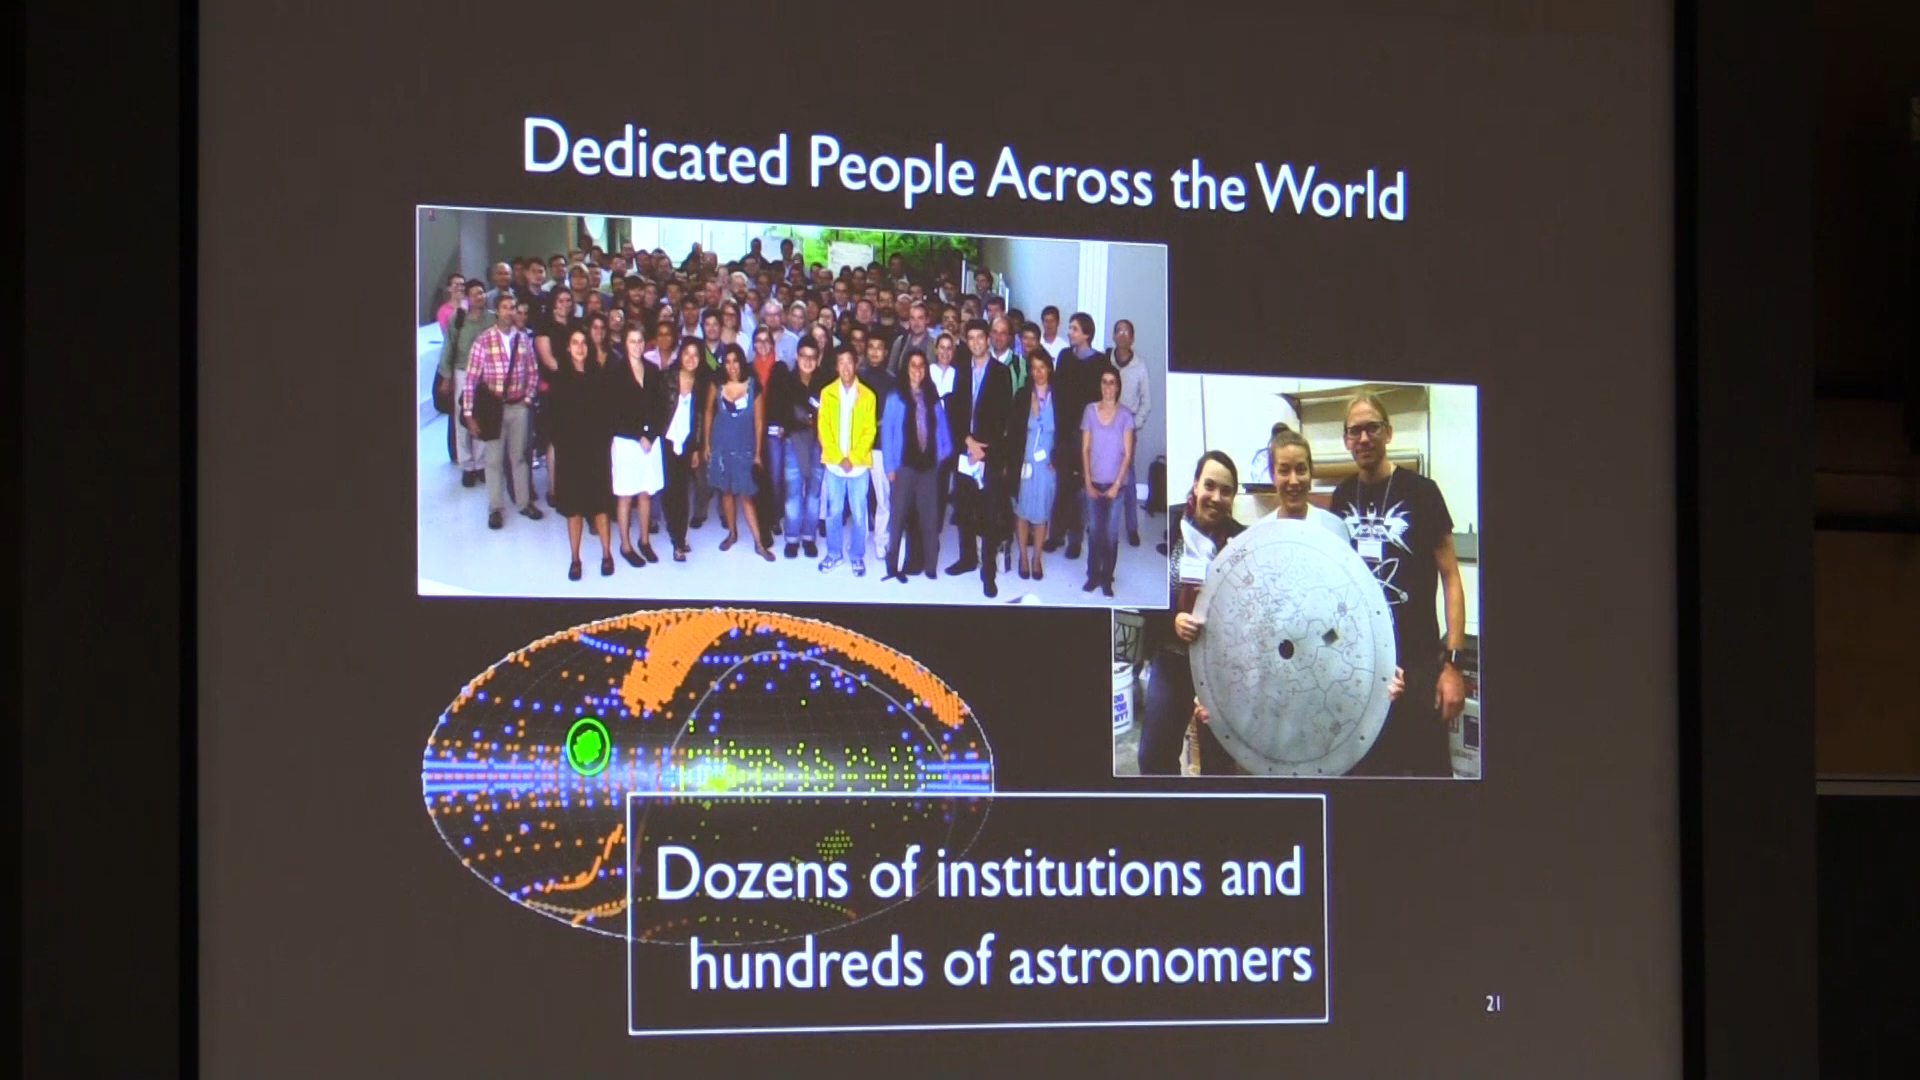 Dedicated People Across the World
Dozens of institutions and
hundreds of astronomers
21